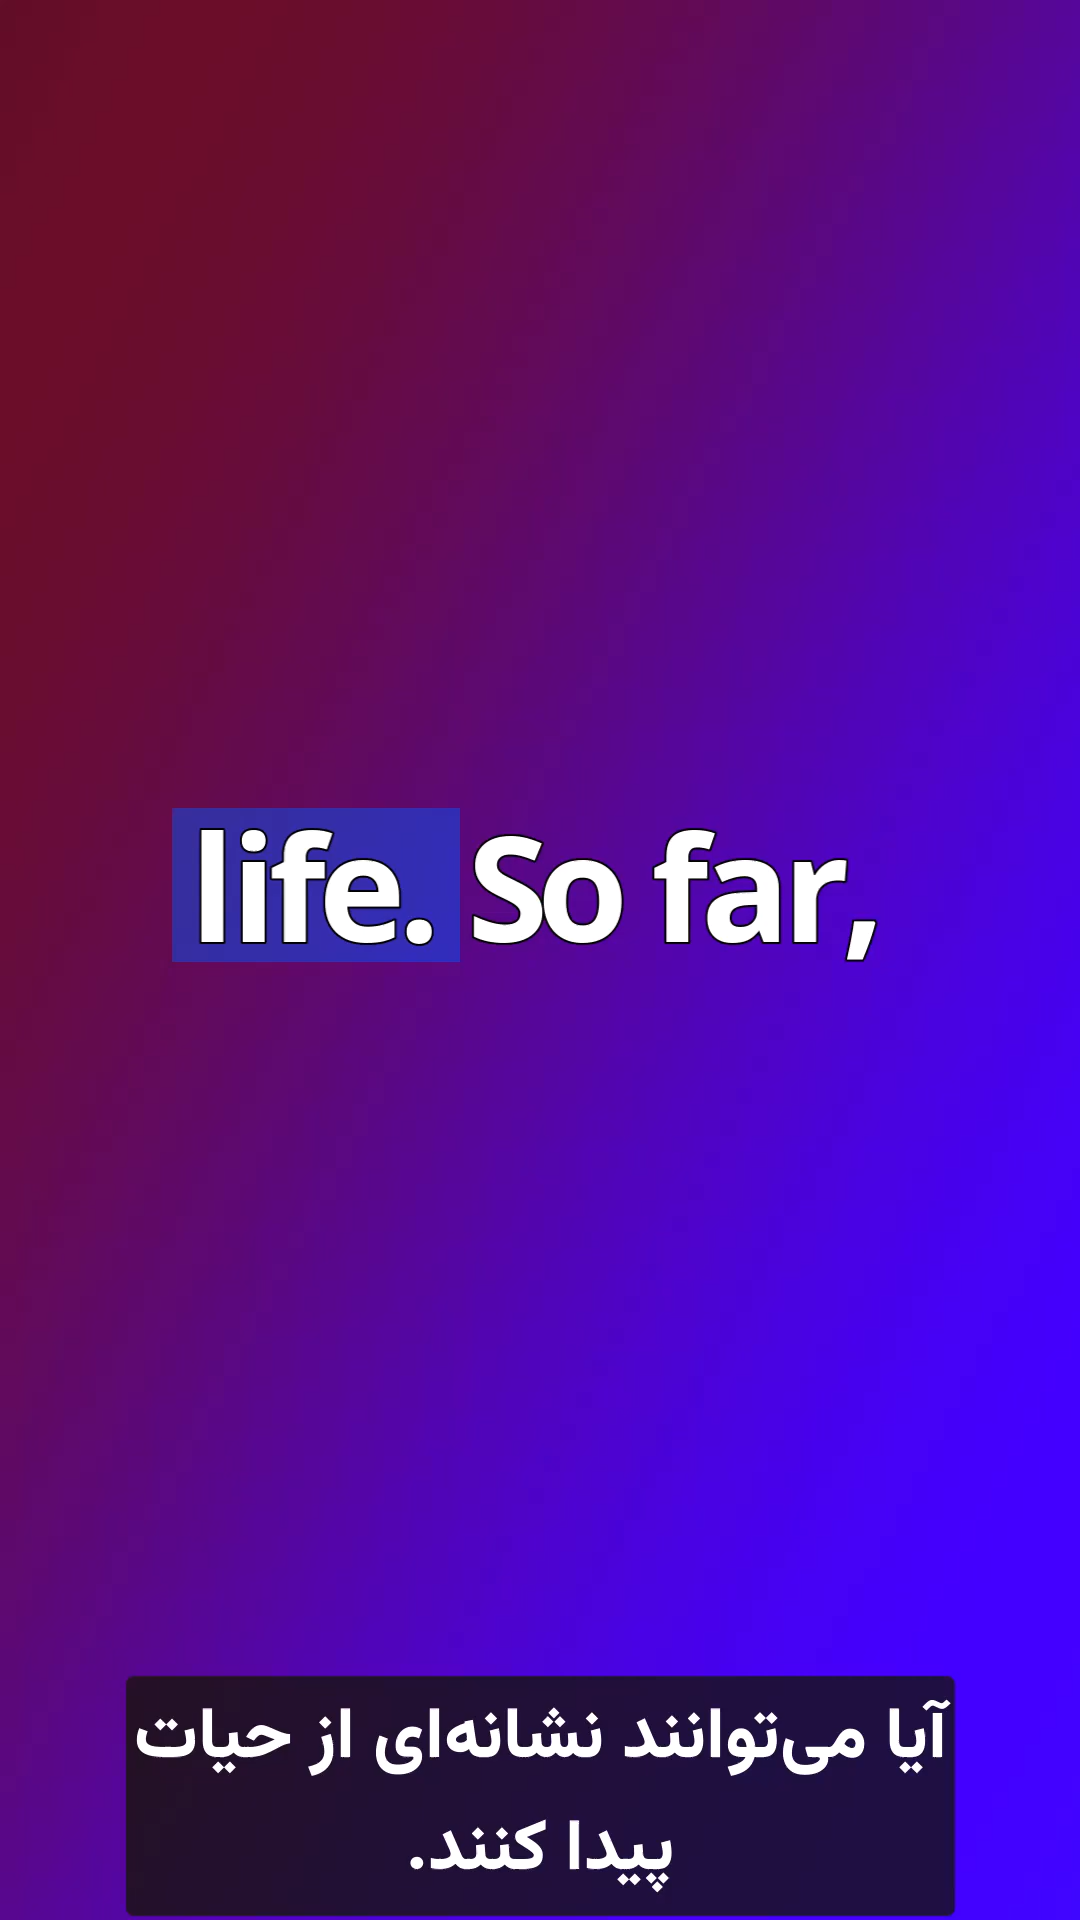 life. So far,
آیا می‌توانند نشانه‌ای از حیات
پیدا کنند.